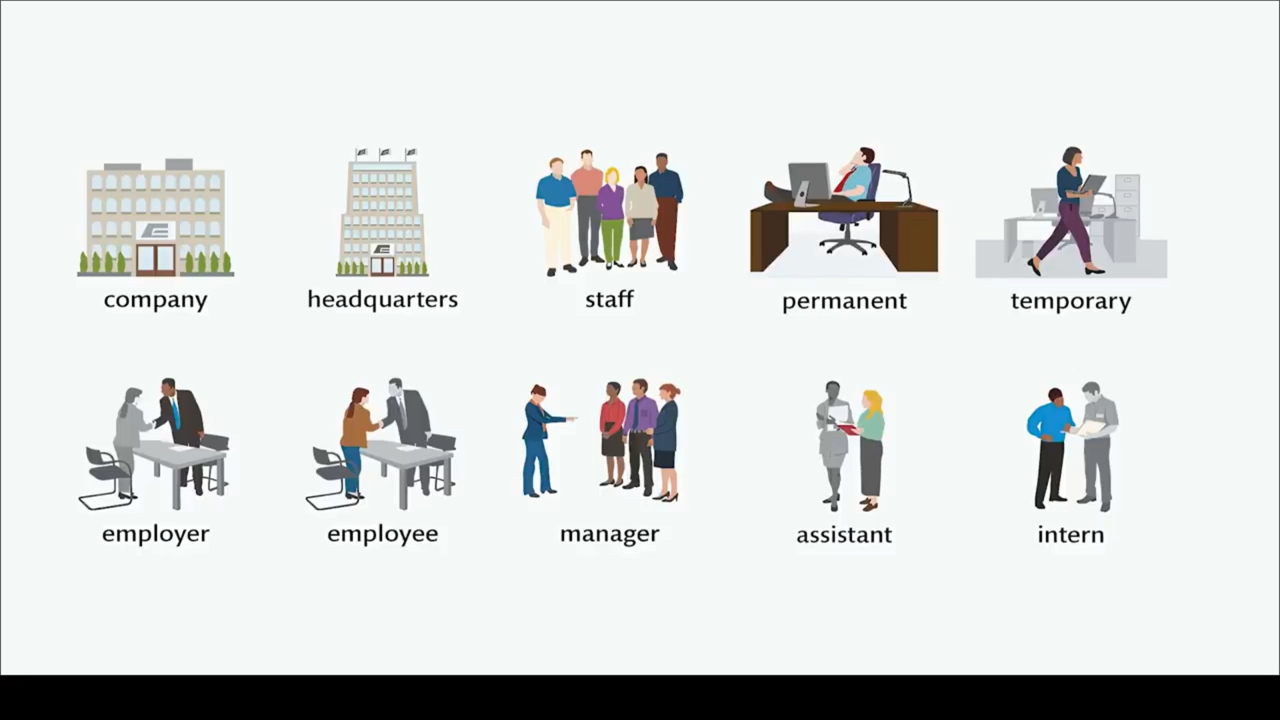 company
headquarters
staff
permanent
temporary
employer
employee
manager
assistant
intern